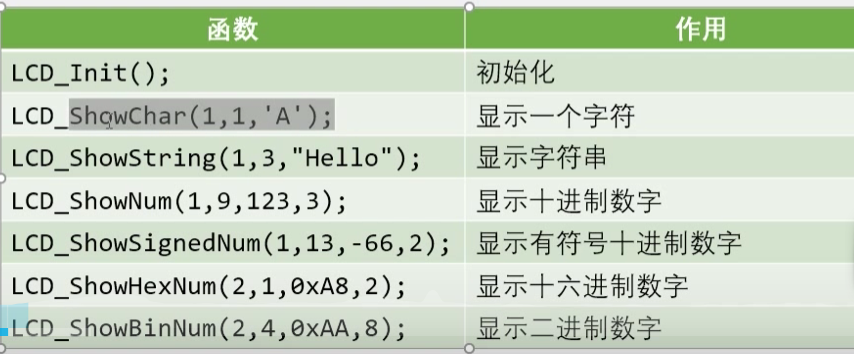 函数 作用
LCD_Init(); 初始化
LCD_ShowChar(1,1,'A'); 显示一个字符
LCD_ShowString(1,3,"Hello"); 显示字符串
LCD_ShowNum(1,9,123,3); 显示十进制数字
LCD_ShowSignedNum(1,13,-66,2); 显示有符号十进制数字
LCD_ShowHexNum(2,1,0xA8,2); 显示十六进制数字
LCD_ShowBinNum(2,4,0xAA,8); 显示二进制数字